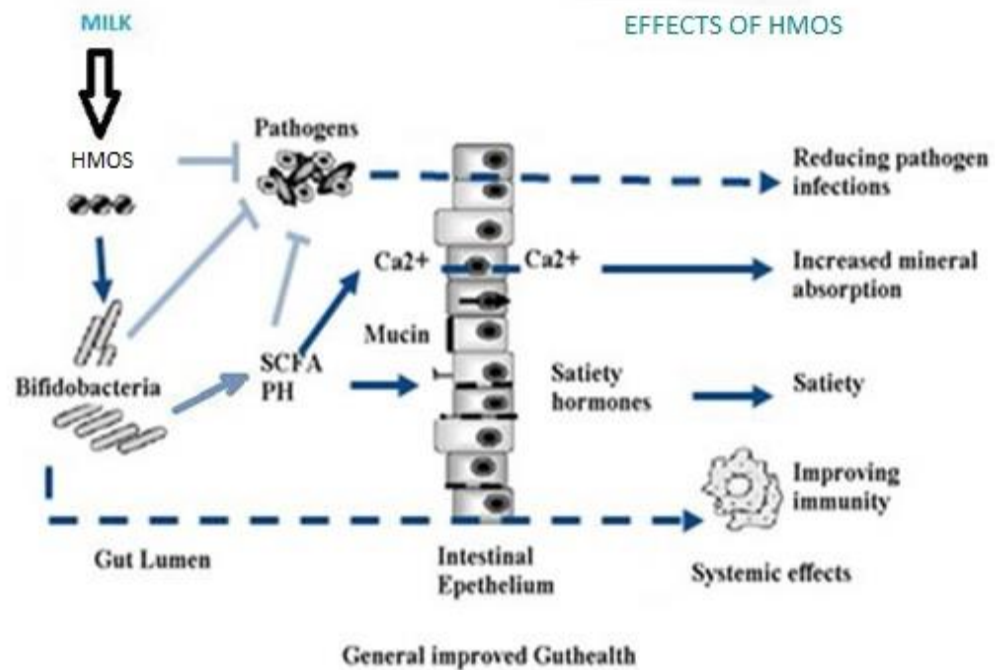 MILK
EFFECTS OF HMOS
HMOS
Pathogens
Reducing pathogen
infections
Ca2+
Ca2+
Increased mineral
absorption
Mucin
SCFA
PH
Bifidobacteria
Satiety
hormones
Satiety
Improving
immunity
Gut Lumen
Intestinal
Epethelium
Systemic effects
General improved Guthealth